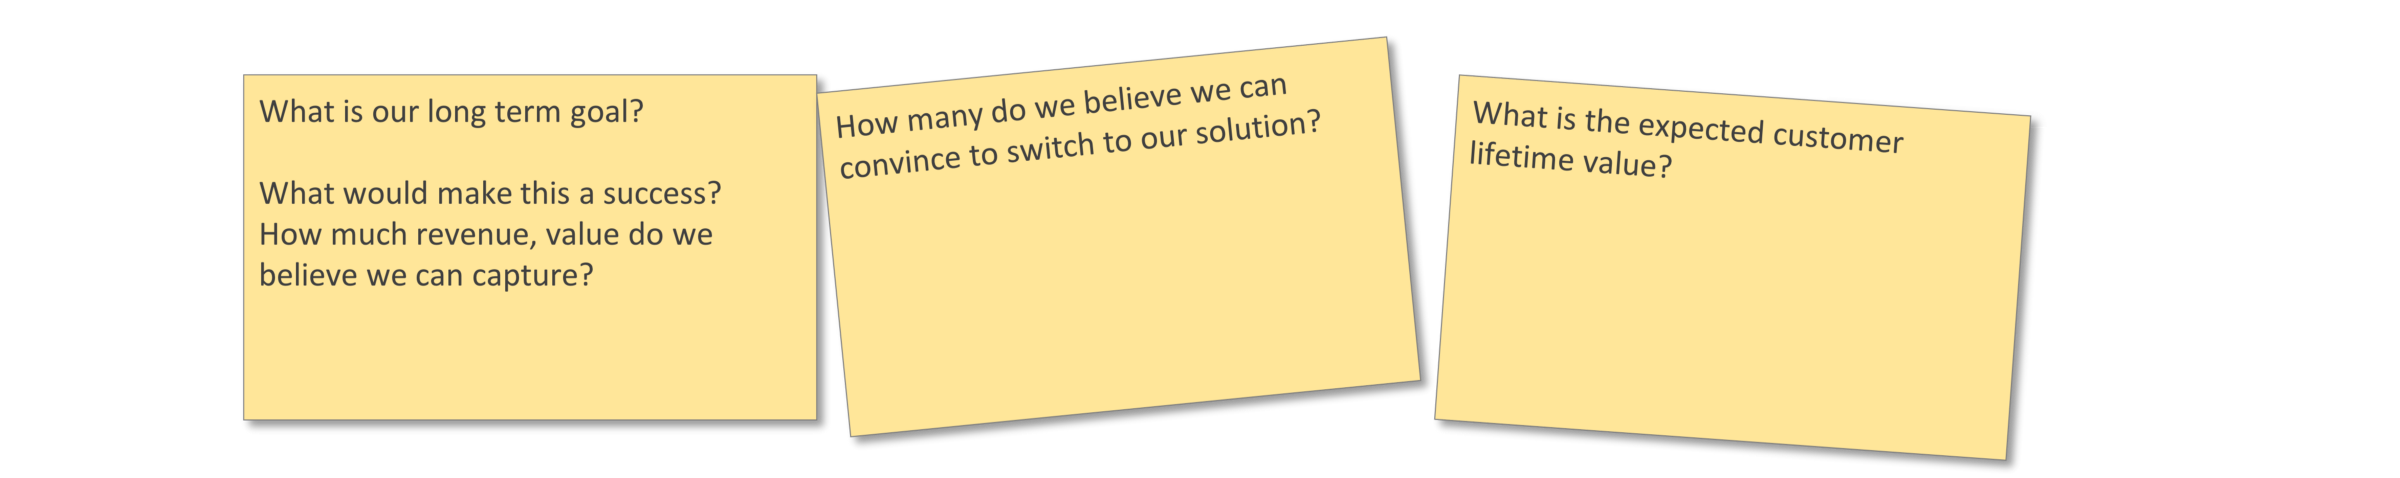 What is our long term goal?
What would make this a success?
How much revenue, value do we
believe we can capture?
How many do we believe we can
convince to switch to our solution?
What is the expected customer
lifetime value?